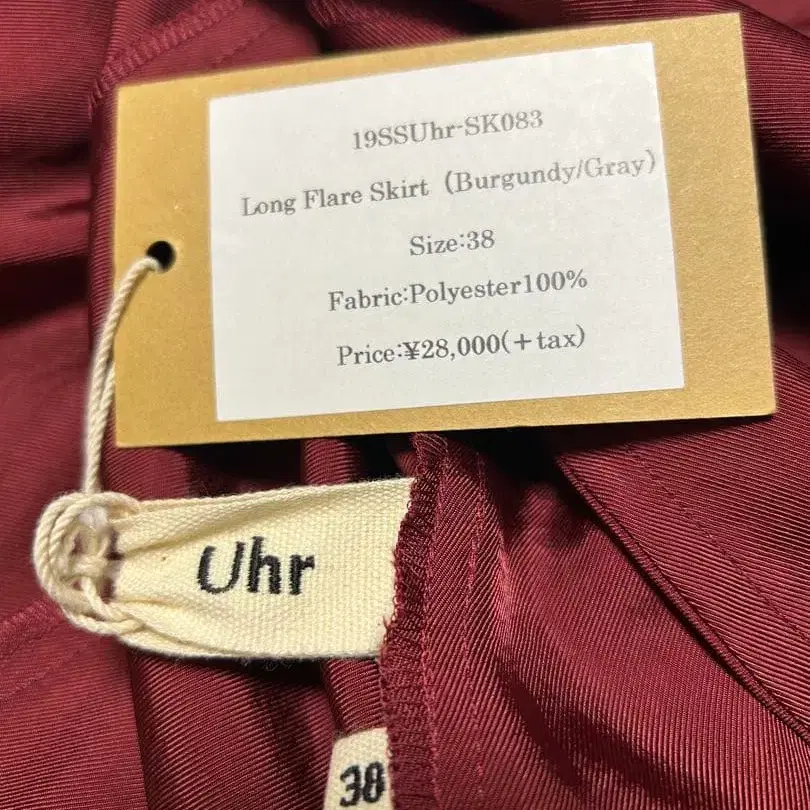 19SSUhr-SK083
Long Flare Skirt (Burgundy/Gray)
Size:38
Fabric:Polyester100%
Price:¥28,000(+tax)
Uhr
38